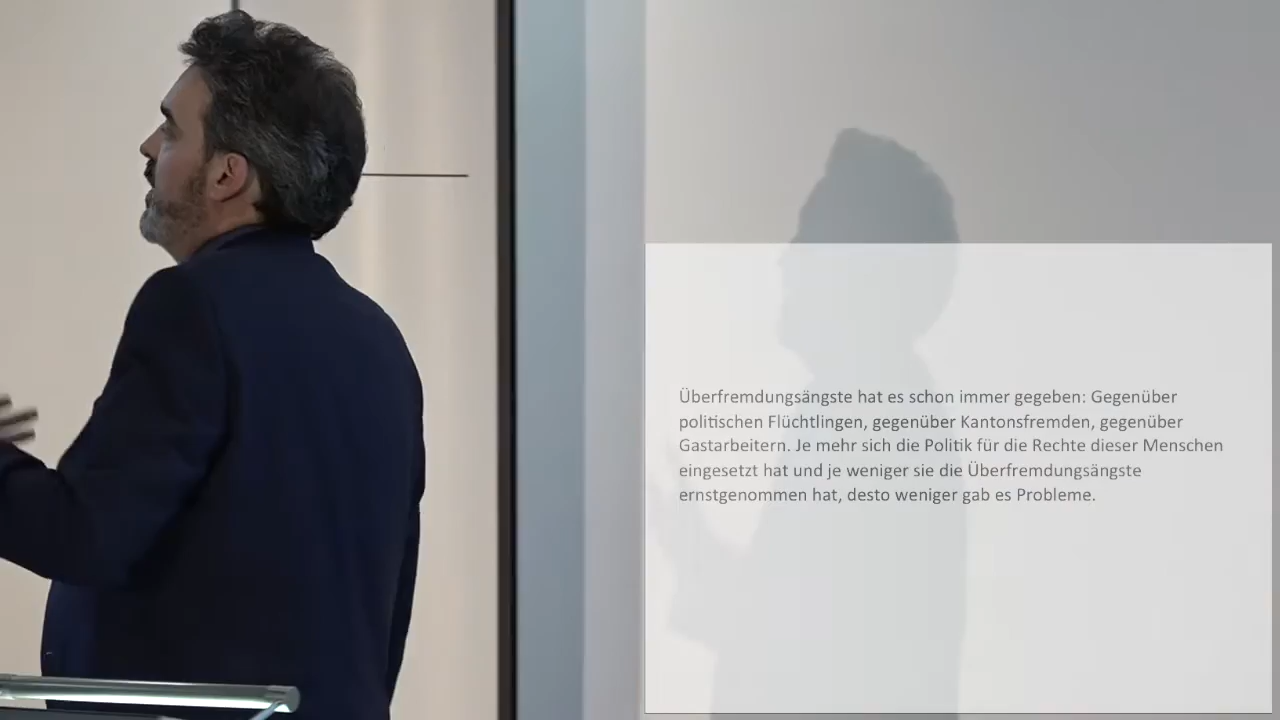 Überfremdungsängste hat es schon immer gegeben: Gegenüber
politischen Flüchtlingen, gegenüber Kantonsfremden, gegenüber
Gastarbeitern. Je mehr sich die Politik für die Rechte dieser Menschen
eingesetzt hat und je weniger sie die Überfremdungsängste
ernstgenommen hat, desto weniger gab es Probleme.